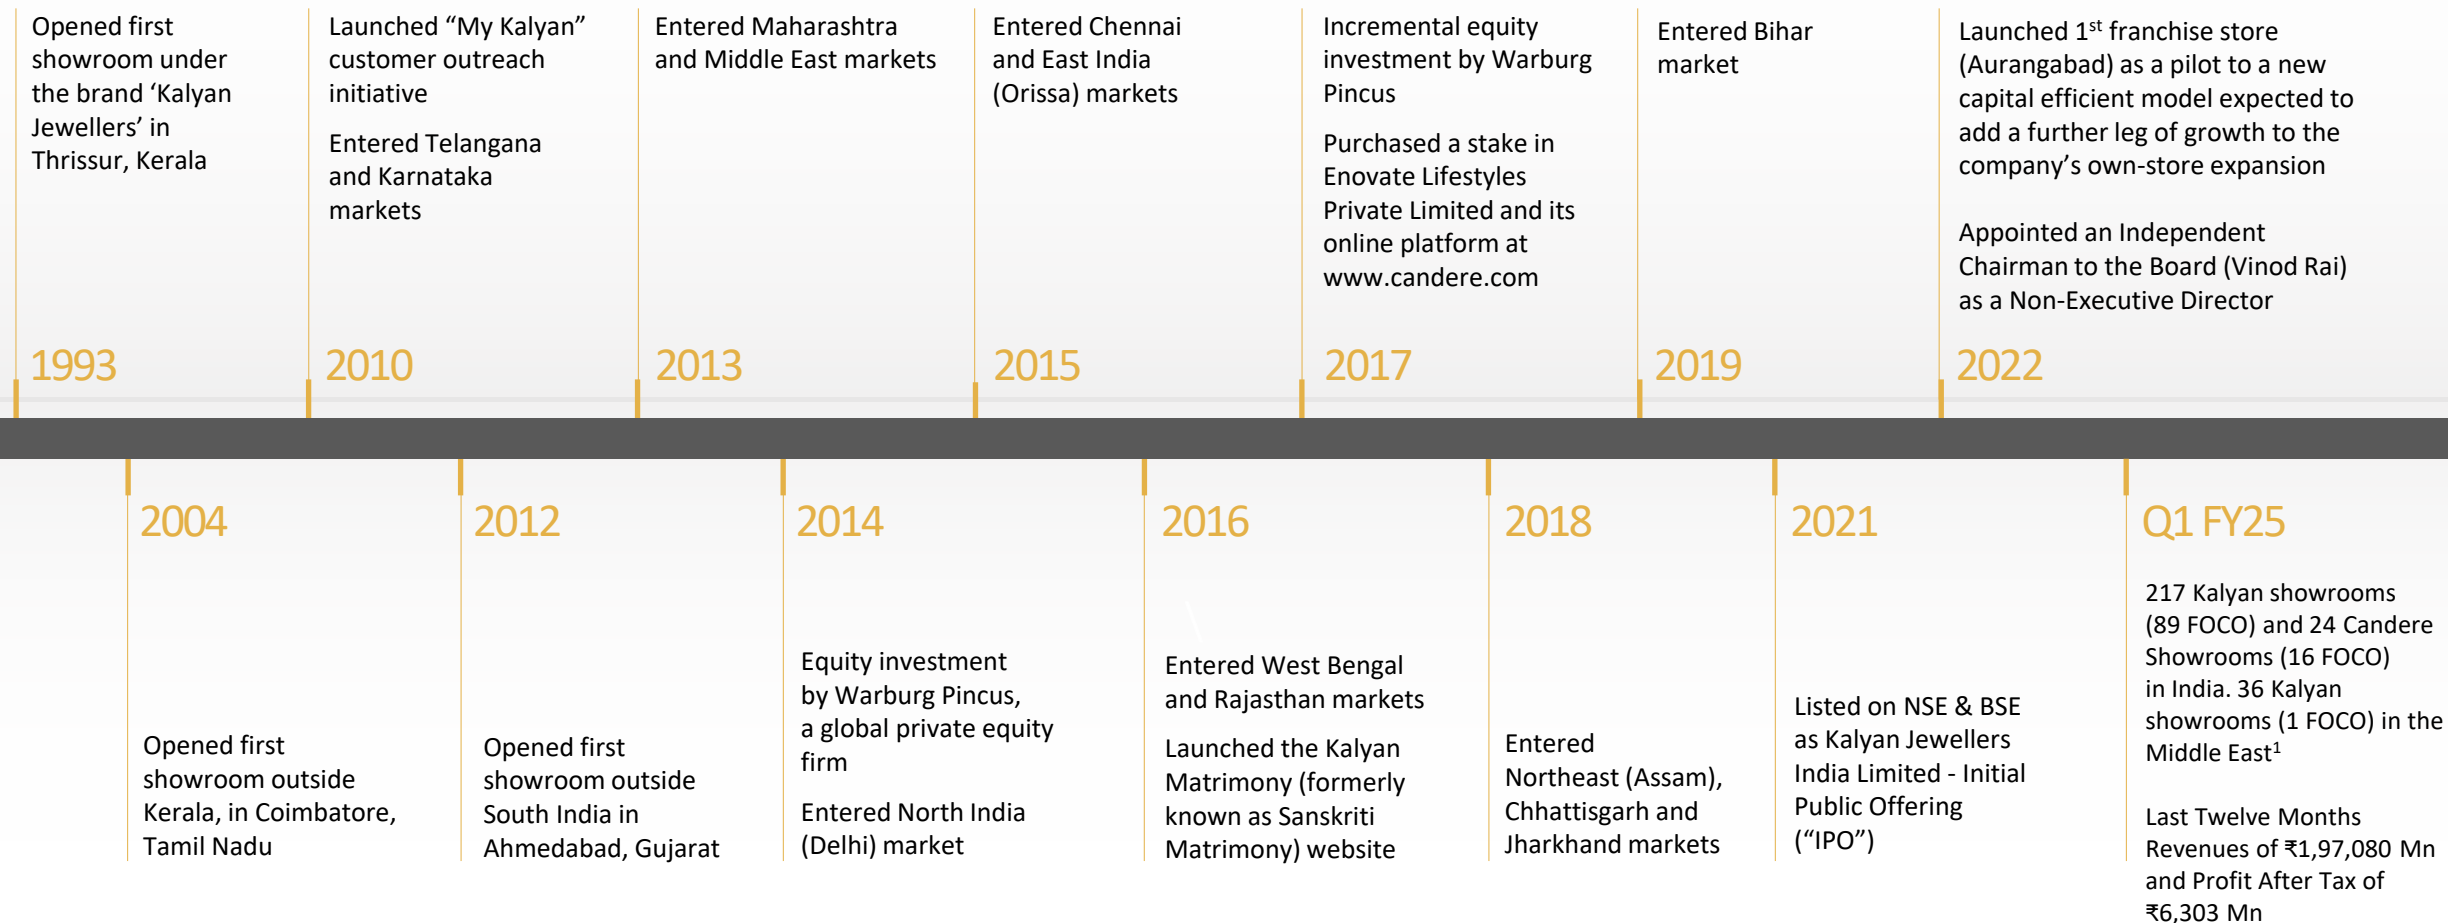 Opened first
showroom under
the brand ‘Kalyan
Jewellers’ in
Thrissur, Kerala
1993
Launched “My Kalyan”
customer outreach
initiative
Entered Telangana
and Karnataka
markets
2010
Entered Maharashtra
and Middle East markets
2013
Entered Chennai
and East India
(Orissa) markets
2015
Incremental equity
investment by Warburg
Pincus
Purchased a stake in
Enovate Lifestyles
Private Limited and its
online platform at
www.candere.com
2017
Entered Bihar
market
2019
Launched 1st franchise store
(Aurangabad) as a pilot to a new
capital efficient model expected to
add a further leg of growth to the
company’s own-store expansion
Appointed an Independent
Chairman to the Board (Vinod Rai)
as a Non-Executive Director
2022
2004
Opened first
showroom outside
Kerala, in Coimbatore,
Tamil Nadu
2012
Opened first
showroom outside
South India in
Ahmedabad, Gujarat
2014
Equity investment
by Warburg Pincus,
a global private equity
firm
Entered North India
(Delhi) market
2016
Entered West Bengal
and Rajasthan markets
Launched the Kalyan
Matrimony (formerly
known as Sanskriti
Matrimony) website
2018
Entered
Northeast (Assam),
Chhattisgarh and
Jharkhand markets
2021
Listed on NSE & BSE
as Kalyan Jewellers
India Limited - Initial
Public Offering
(“IPO”)
Q1 FY25
217 Kalyan showrooms
(89 FOCO) and 24 Candere
Showrooms (16 FOCO)
in India. 36 Kalyan
showrooms (1 FOCO) in the
Middle East1
Last Twelve Months
Revenues of ₹1,97,080 Mn
and Profit After Tax of
₹6,303 Mn